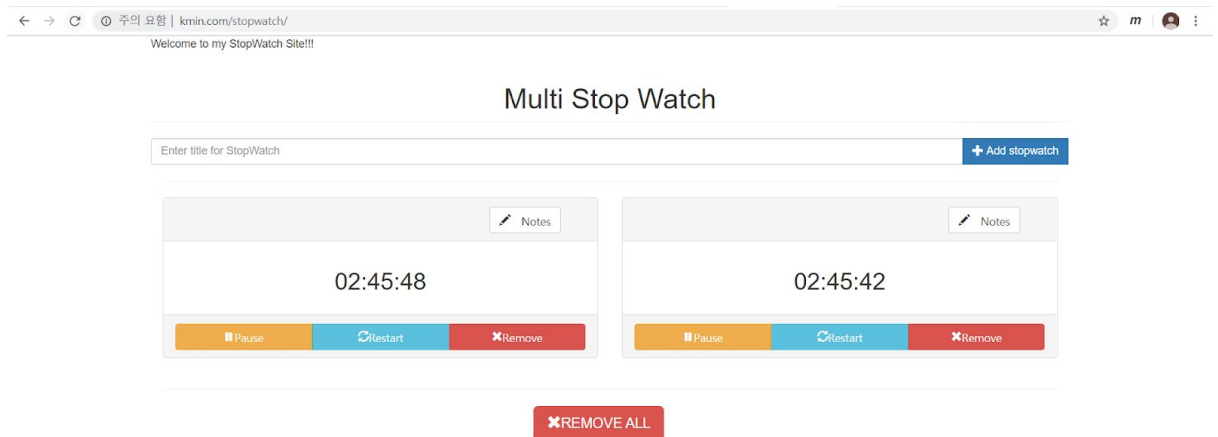 주의 요함 | kmin.com/stopwatch/
m
Welcome to my StopWatch Site!!!
Multi Stop Watch
Enter title for StopWatch
Add stopwatch
Notes
Notes
02:45:48
02:45:42
Pause Restart Remove
Pause Restart Remove
REMOVE ALL